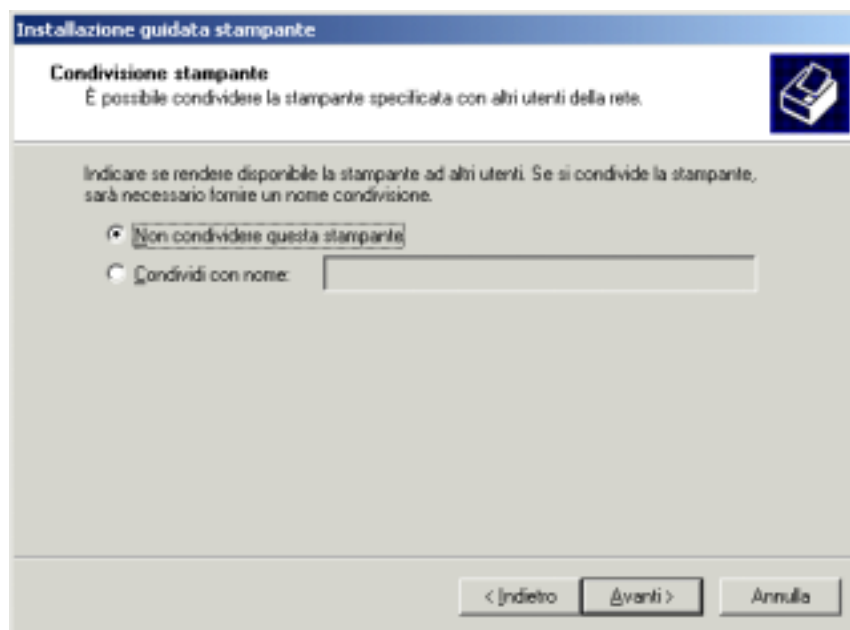 Installazione guidata stampante
Condivisione stampante
È possibile condividere la stampante specificata con altri utenti della rete.
Indicare se rendere disponibile la stampante ad altri utenti. Se si condivide la stampante,
sarà necessario fornire un nome condivisione.
Non condividere questa stampante
Condividi con nome:
< Indietro Avanti > Annulla